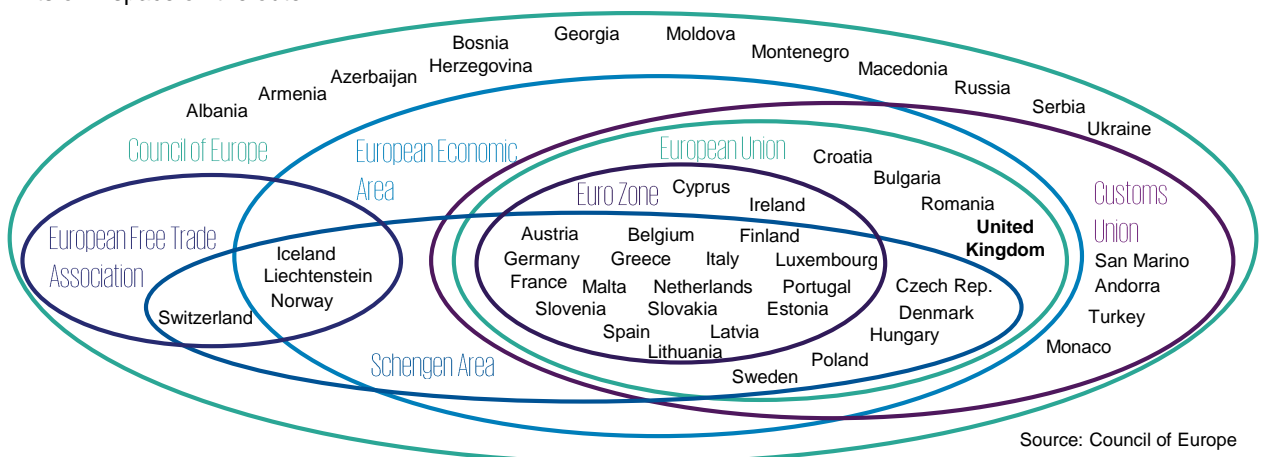 Bosnia
Herzegovina
Georgia
Moldova
Montenegro
Macedonia
Russia
Serbia
Ukraine
Azerbaijan
Armenia
Albania
Council of Europe
European Economic
Area
European Union
Croatia
Bulgaria
Romania
United
Kingdom
Customs
Union
San Marino
Andorra
Turkey
Monaco
Euro Zone
Cyprus
Ireland
European Free Trade
Association
Iceland
Liechtenstein
Norway
Switzerland
Austria Belgium Finland
Germany Greece Italy Luxembourg
France Malta Netherlands Portugal
Slovenia Slovakia Estonia
Spain Latvia
Lithuania
Czech Rep.
Denmark
Hungary
Poland
Sweden
Schengen Area
Source: Council of Europe